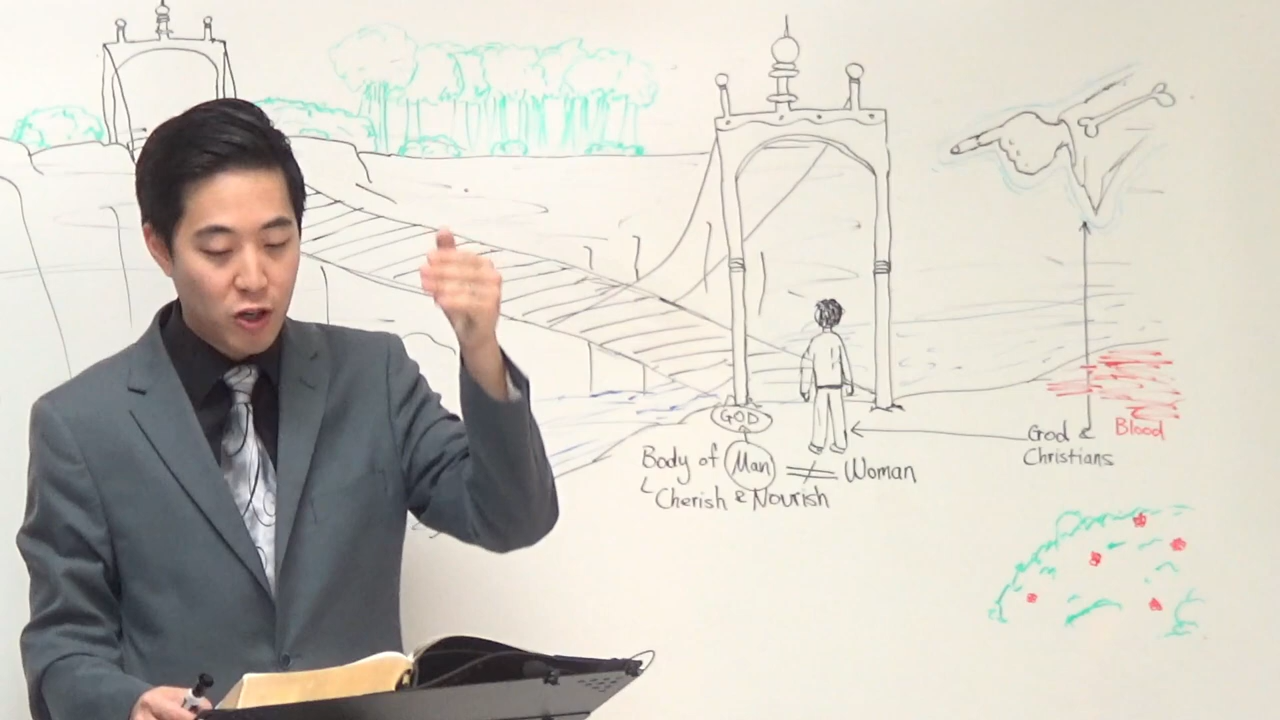 GOD
Body of Man ≠ Woman
Cherish & Nourish
God &
Christians
Blood